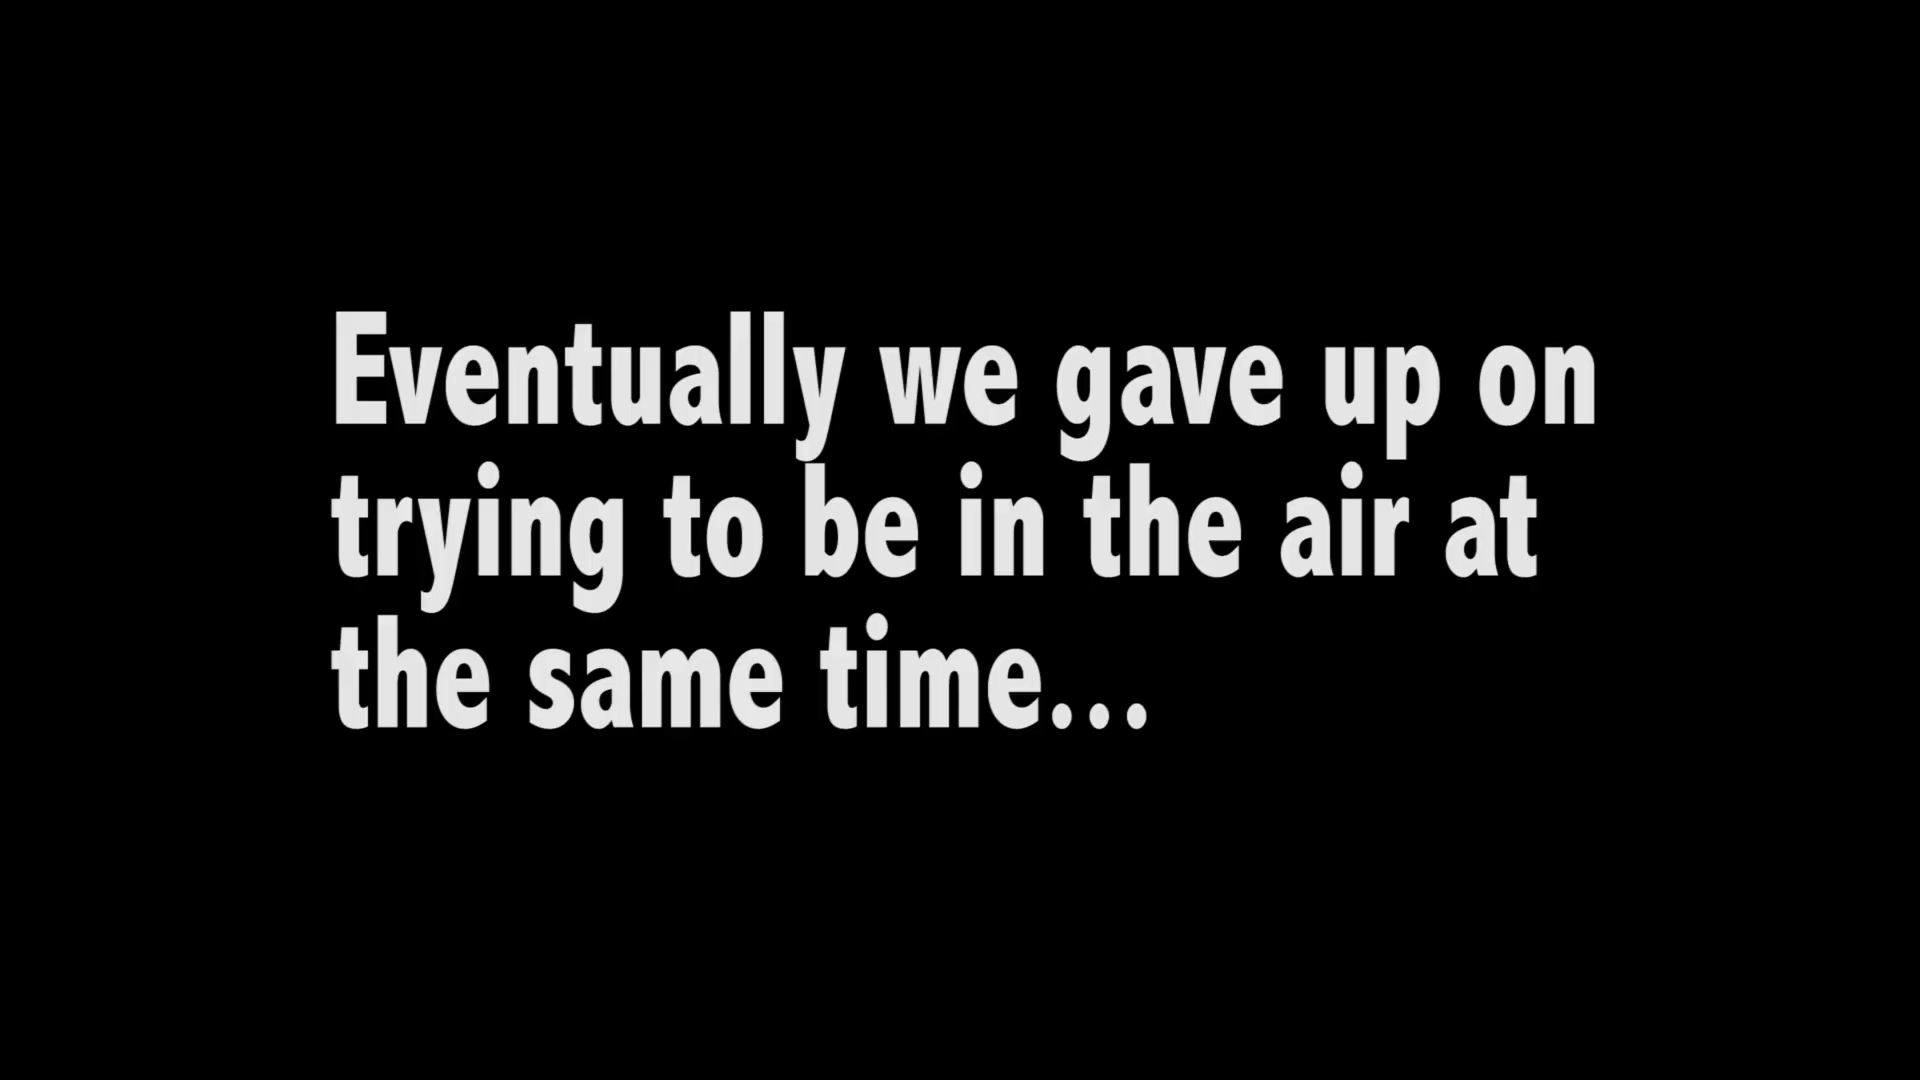 Eventually we gave up on
trying to be in the air at
the same time...